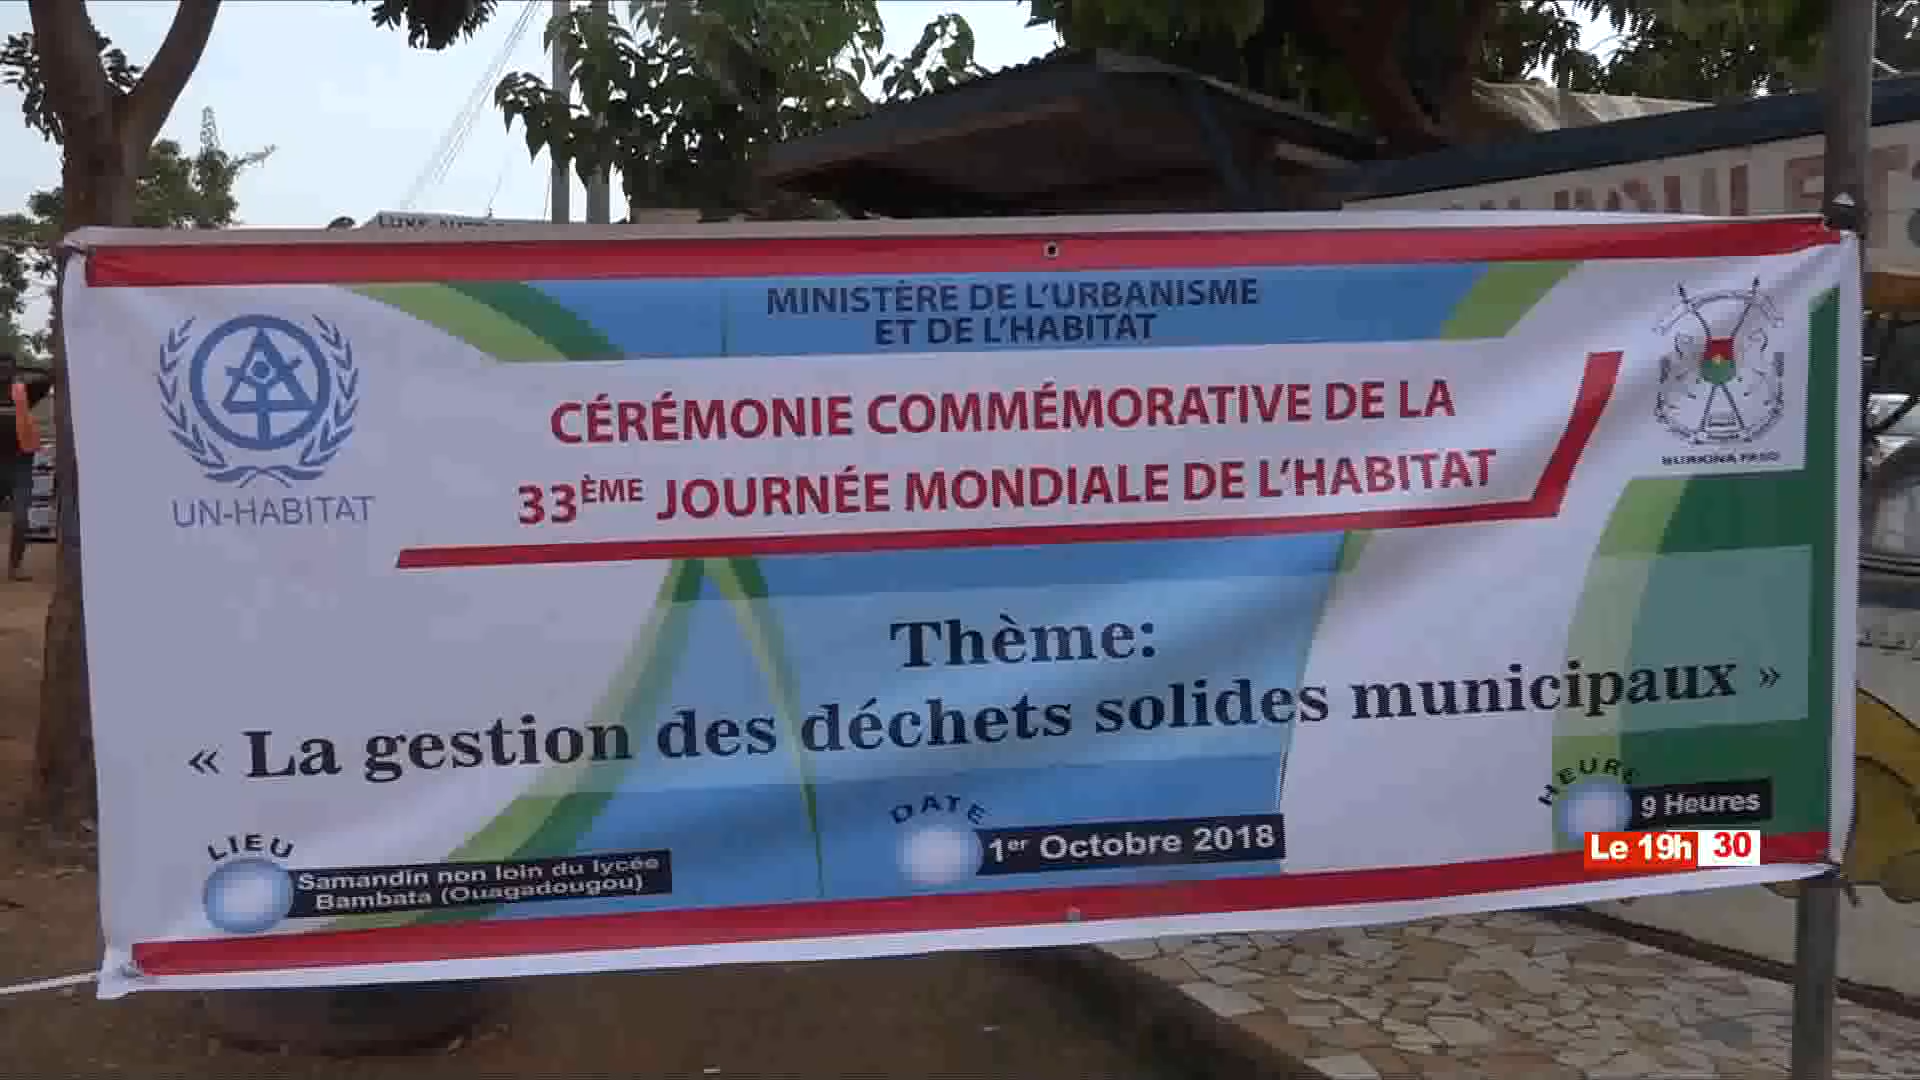 MINISTÈRE DE L'URBANISME
ET DE L'HABITAT
UN-HABITAT
BURKINA FASO
CÉRÉMONIE COMMÉMORATIVE DE LA
33ÈME JOURNÉE MONDIALE DE L'HABITAT
Thème:
« La gestion des déchets solides municipaux »
LIEU
Samandin non loin du lycée
Bambata (Ouagadougou)
DATE
1er Octobre 2018
HEURE
9 Heures
Le 19h 30